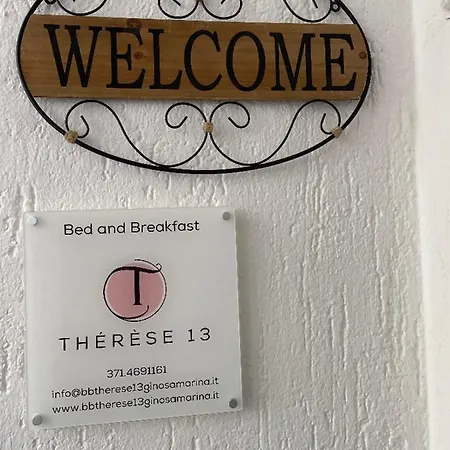 WELCOME
Bed and Breakfast
T
THÉRÈSE 13
371.4691161
info@bbtherese13ginosamarina.it
www.bbtherese13ginosamarina.it